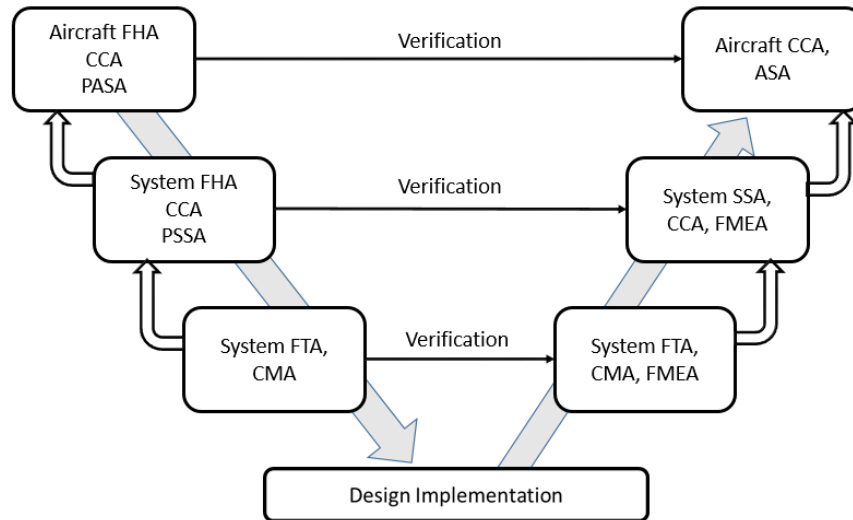 Aircraft FHA
CCA
PASA
Verification
Aircraft CCA,
ASA
System FHA
CCA
PSSA
Verification
System SSA,
CCA, FMEA
System FTA,
CMA
Verification
System FTA,
CMA, FMEA
Design Implementation